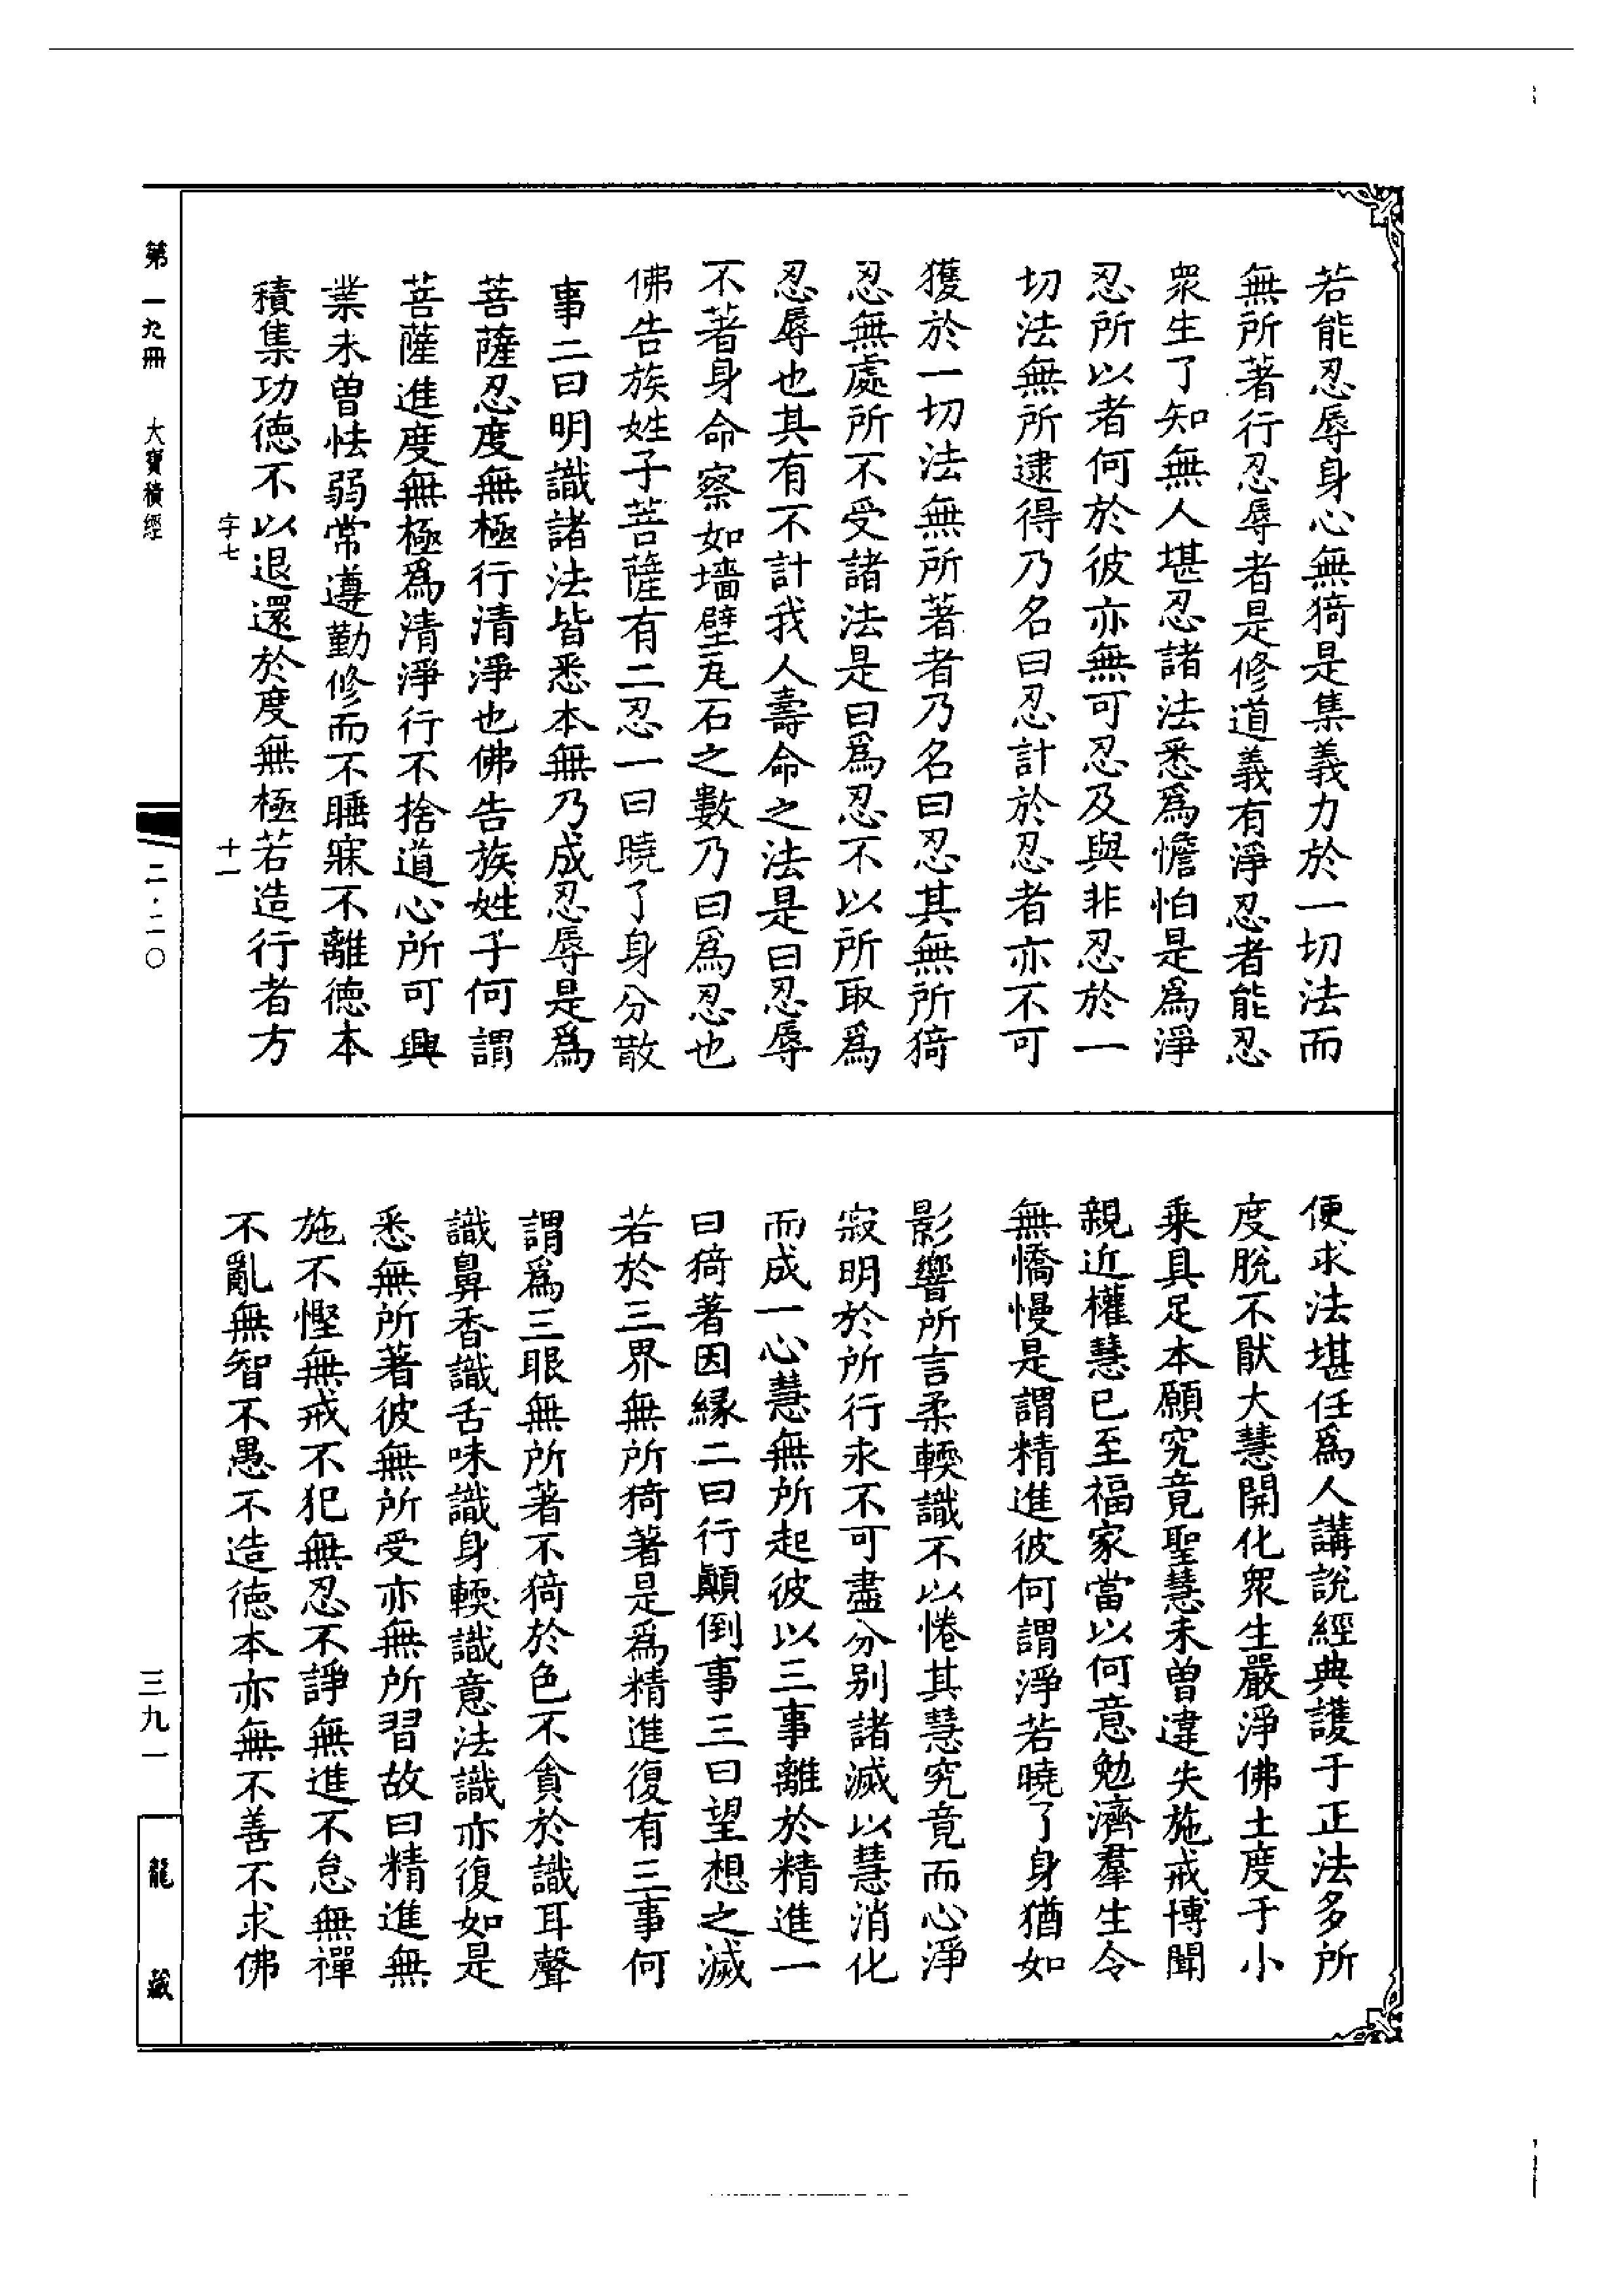 若能忍辱身心無猗是集義力於一切法而
無所著行忍辱者是修道義有淨忍者能忍
衆生了知無人堪忍諸法悉爲憺怕是爲淨
忍所以者何於彼亦無可忍及與非忍於一
切法無所逮得乃名曰忍計於忍者亦不可
獲於一切法無所著者乃名曰忍其無所猗
忍無處所不受諸法是曰爲忍不以所取爲
忍辱也其有不計我人壽命之法是曰忍辱
不著身命察如墻壁瓦石之數乃曰爲忍也
佛告族姓子菩薩有二忍一曰曉了身分散
事二曰明識諸法皆悉本無乃成忍辱是爲
菩薩忍度無極行清淨也佛告族姓子何謂
菩薩進度無極爲清淨行不捨道心所可興
業未曾怯弱常遵勤修而不睡寐不離德本
積集功德不以退還於度無極若造行者方
字七
十一
便求法堪任爲人講說經典護于正法多所
度脫不猒大慧開化衆生嚴淨佛土度于小
乘具足本願究竟聖慧未曾違失施戒博聞
親近權慧已至福家當以何意勉濟羣生令
無憍慢是謂精進彼何謂淨若曉了身猶如
影響所言柔輭識不以惓其慧究竟而心淨
寂明於所行求不可盡分别諸滅以慧消化
而成一心慧無所起彼以三事離於精進一
曰猗著因縁二曰行顛倒事三曰望想之滅
若於三界無所猗著是爲精進復有三事何
謂爲三眼無所著不猗於色不貪於識耳聲
識鼻香識舌味識身輭識意法識亦復如是
悉無所著彼無所受亦無所習故曰精進無
施不慳無戒不犯無忍不諍無進不怠無禪
不亂無智不愚不造德本亦無不善不求佛
第一九冊
大寶積經
二·二〇
三九一
龍藏